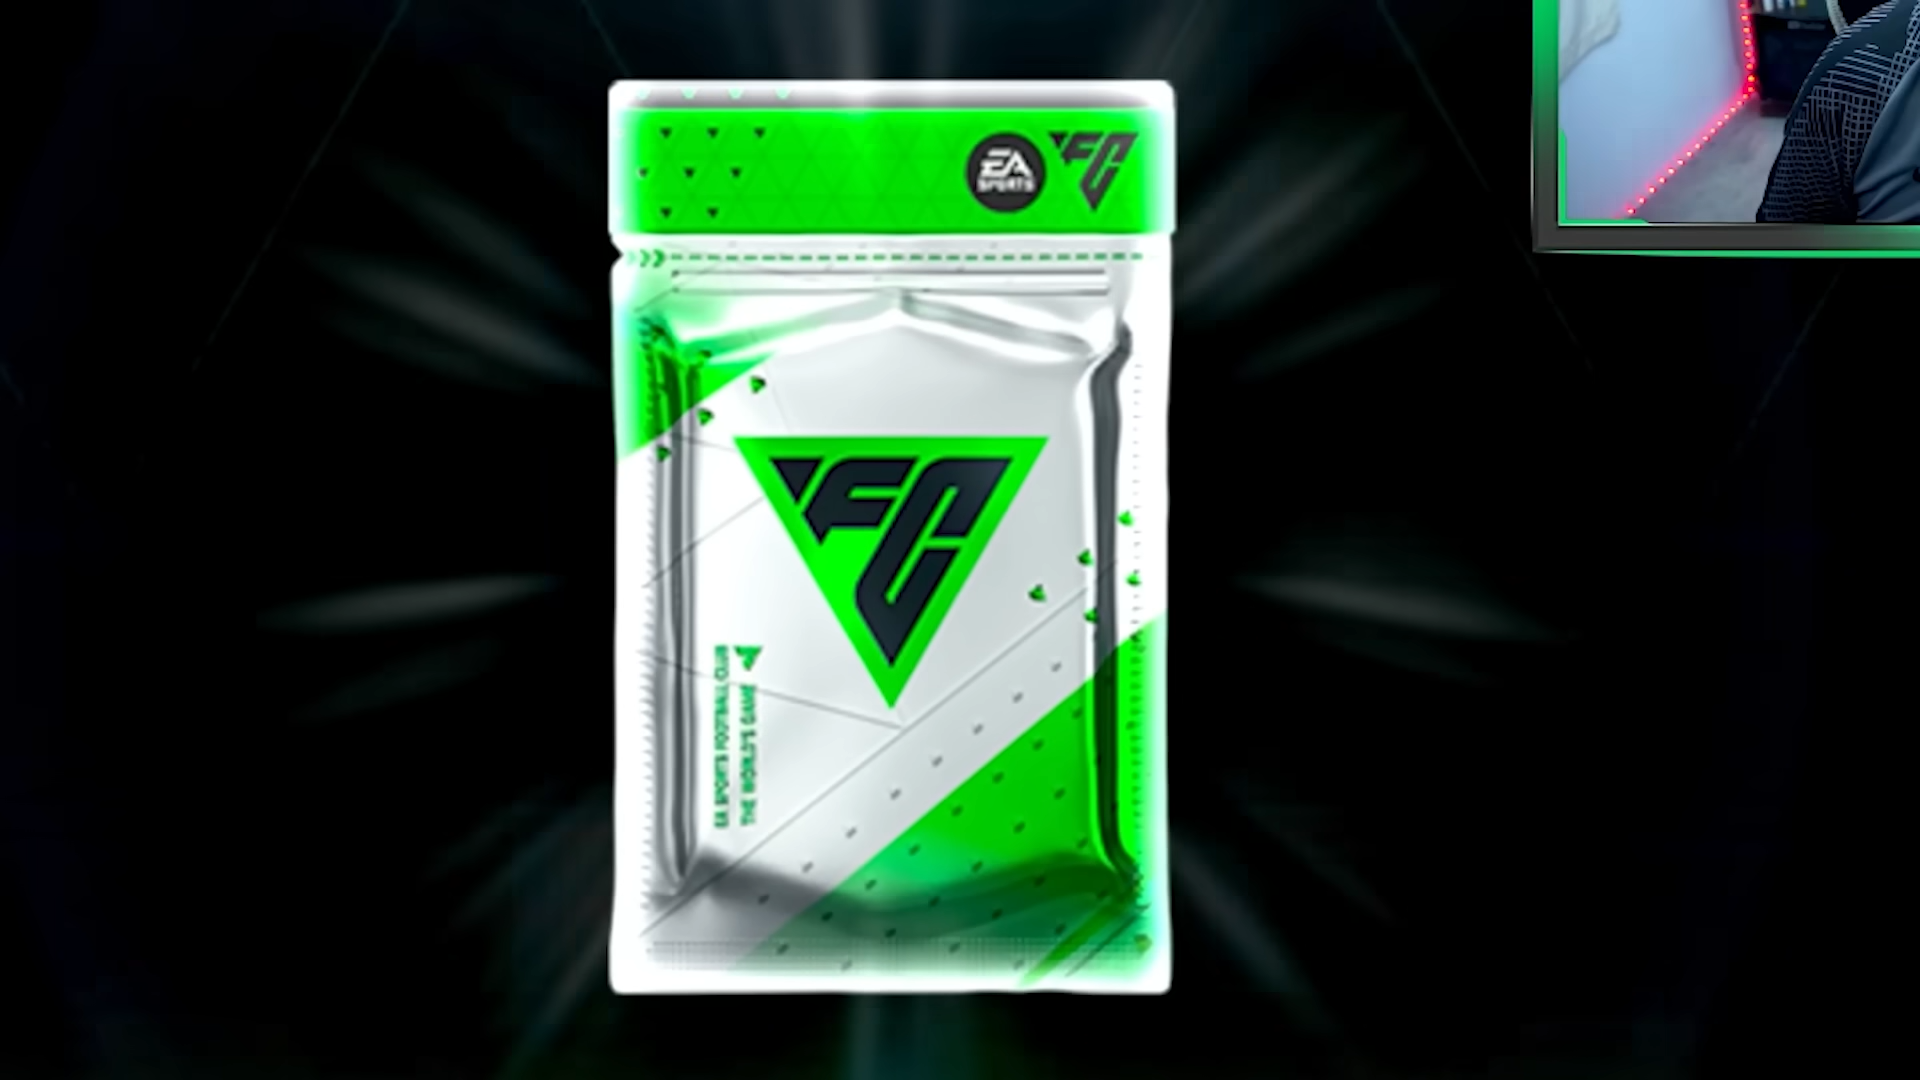 EA
SPORTS
FC
FC
EA SPORTS FOOTBALL CLUB
THE WORLD'S GAME